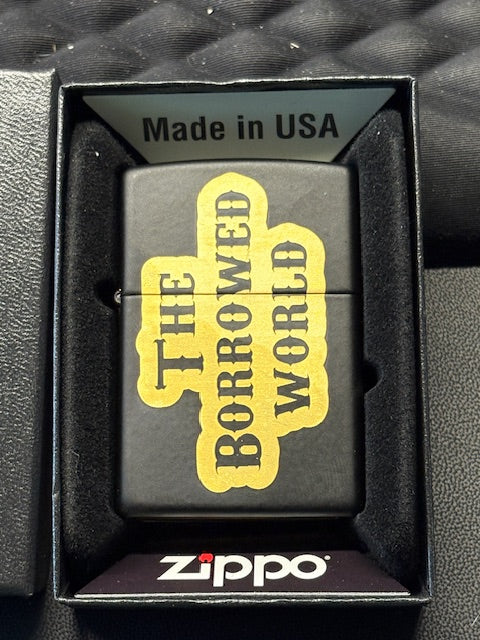 Made in USA
THE
BORROWED
WORLD
zippo